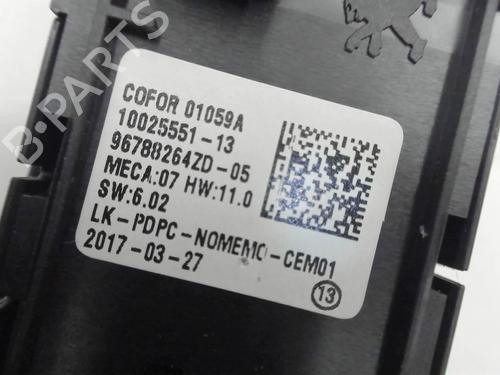 B-PARTS
COFOR 01059A
10025551-13
96788264ZD-05
MECA:07 HW:11.0
SW:6.02
LK-PDPC-NOMEMO-CEM01
2017-03-27
13